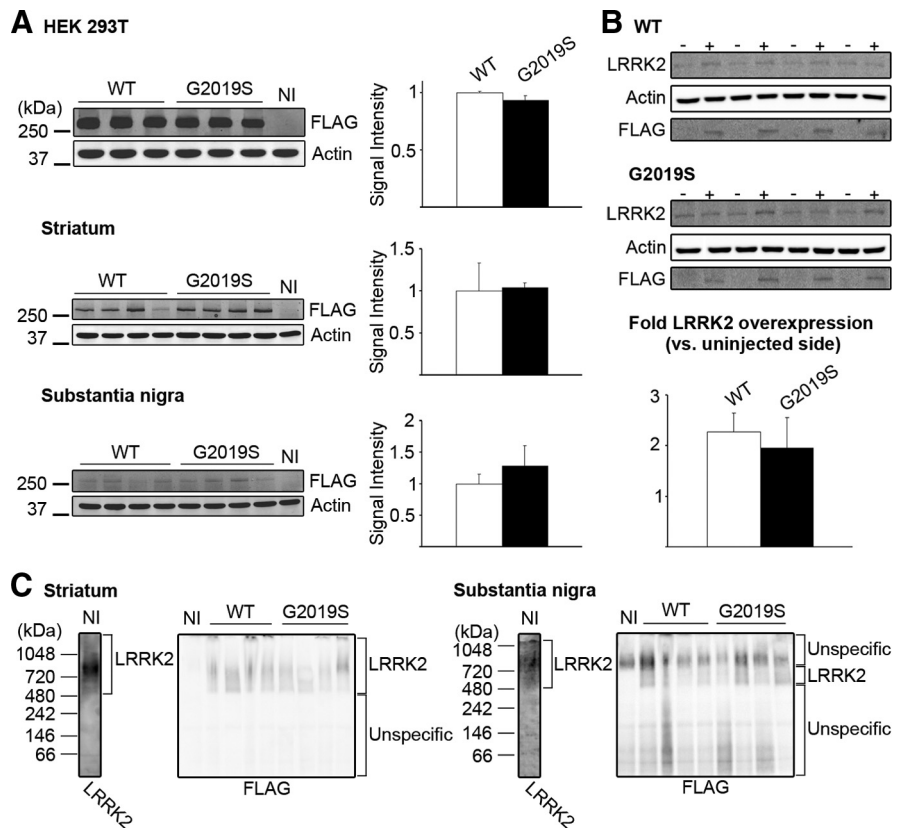 A HEK 293T
WT G2019S NI
(kDa)
250 FLAG
37 Actin
WT G2019S
Signal Intensity
1
0.5
Striatum
WT G2019S NI
250 FLAG
37 Actin
Signal Intensity
1.5
1
0.5
Substantia nigra
WT G2019S NI
250 FLAG
37 Actin
Signal Intensity
2
1
0.5
B WT
- + - + - + - +
LRRK2
Actin
FLAG
G2019S
- + - + - + - +
LRRK2
Actin
FLAG
Fold LRRK2 overexpression
(vs. uninjected side)
WT G2019S
3
2
1
C Striatum
NI
(kDa)
1048
720
480
242
146
66
LRRK2
LRRK2
NI WT G2019S
LRRK2
Unspecific
FLAG
Substantia nigra
NI
(kDa)
1048
720
480
242
146
66
LRRK2
LRRK2
NI WT G2019S
Unspecific
LRRK2
Unspecific
FLAG